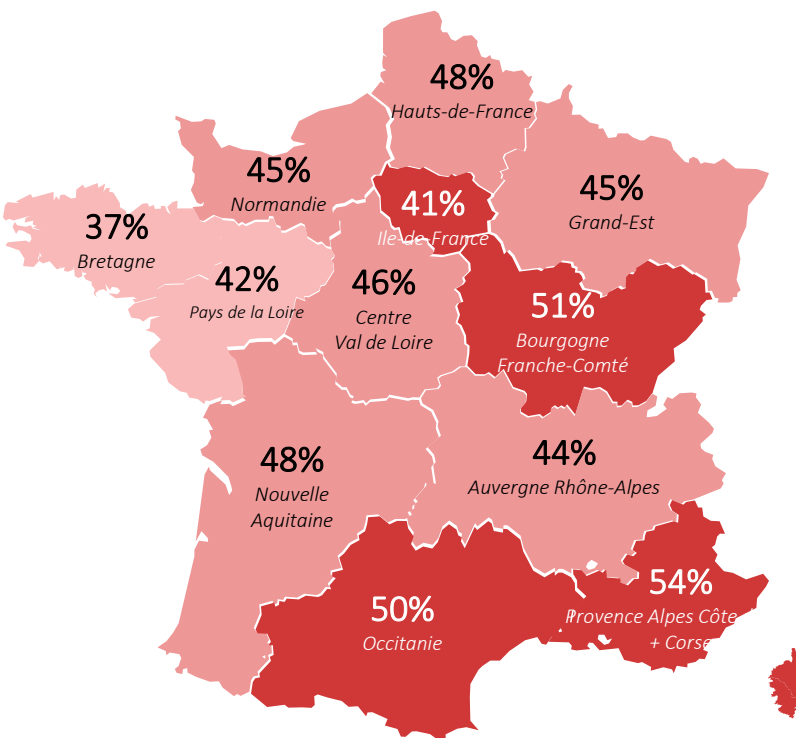 48%
Hauts-de-France
45%
Normandie
41%
Ile-de-France
45%
Grand-Est
37%
Bretagne
42%
Pays de la Loire
46%
Centre
Val de Loire
51%
Bourgogne
Franche-Comté
48%
Nouvelle
Aquitaine
44%
Auvergne Rhône-Alpes
50%
Occitanie
54%
Provence Alpes Côte
+ Corse